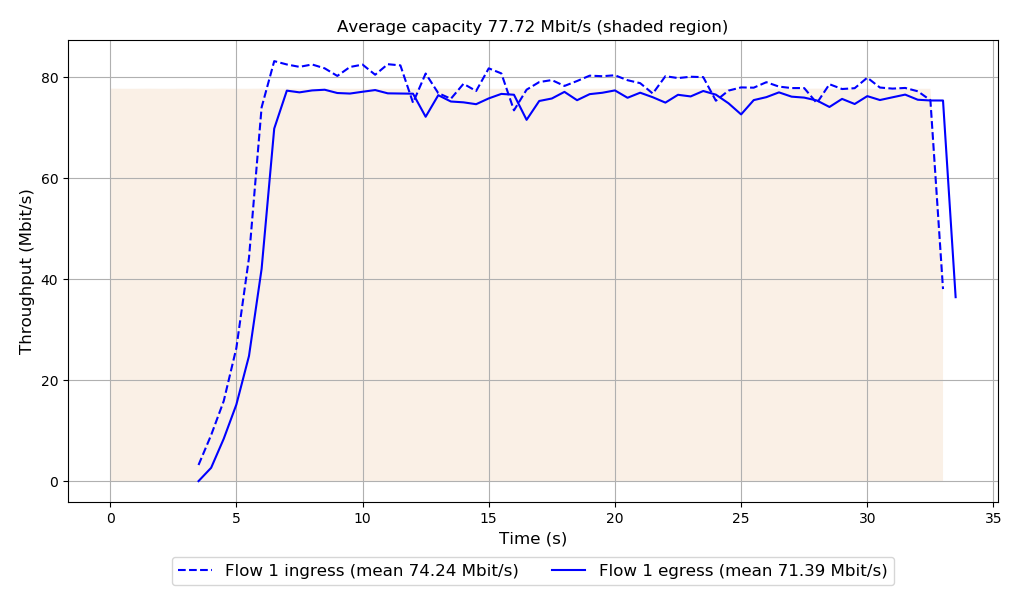 Average capacity 77.72 Mbit/s (shaded region)
Throughput (Mbit/s)
80
60
40
20
0
0 5 10 15 20 25 30 35
Time (s)
Flow 1 ingress (mean 74.24 Mbit/s) Flow 1 egress (mean 71.39 Mbit/s)